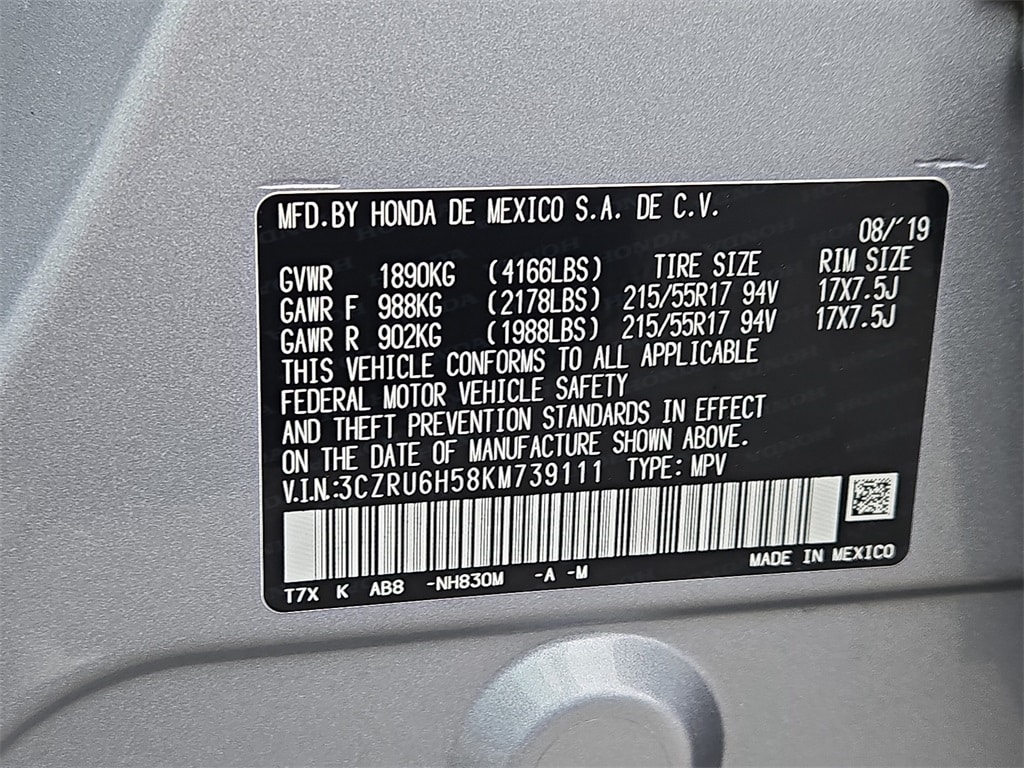 MFD.BY HONDA DE MEXICO S.A. DE C.V.
08/´19
GVWR 1890KG (4166LBS) TIRE SIZE RIM SIZE
GAWR F 988KG (2178LBS) 215/55R17 94V 17X7.5J
GAWR R 902KG (1988LBS) 215/55R17 94V 17X7.5J
THIS VEHICLE CONFORMS TO ALL APPLICABLE
FEDERAL MOTOR VEHICLE SAFETY
AND THEFT PREVENTION STANDARDS IN EFFECT
ON THE DATE OF MANUFACTURE SHOWN ABOVE.
V.I.N.:3CZRU6H58KM739111 TYPE: MPV
MADE IN MEXICO
T7X K AB8 -NH830M -A -M